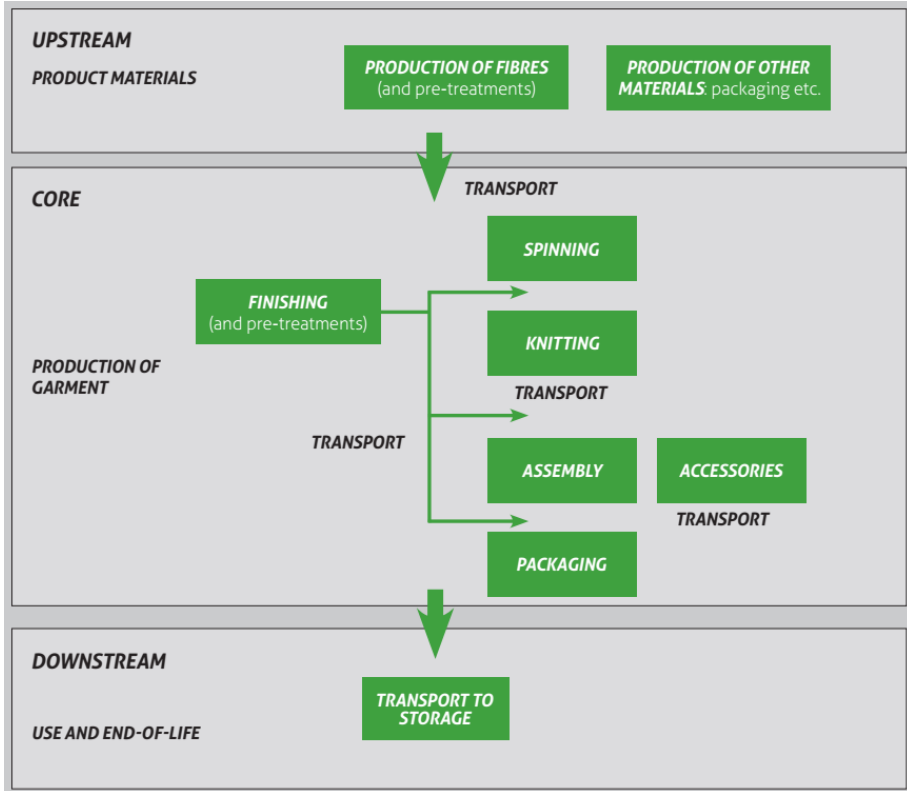 UPSTREAM
PRODUCT MATERIALS
PRODUCTION OF FIBRES
(and pre-treatments)
PRODUCTION OF OTHER
MATERIALS: packaging etc.
CORE
TRANSPORT
SPINNING
FINISHING
(and pre-treatments)
KNITTING
PRODUCTION OF
GARMENT
TRANSPORT
TRANSPORT
ASSEMBLY
ACCESSORIES
TRANSPORT
PACKAGING
DOWNSTREAM
TRANSPORT TO
STORAGE
USE AND END-OF-LIFE